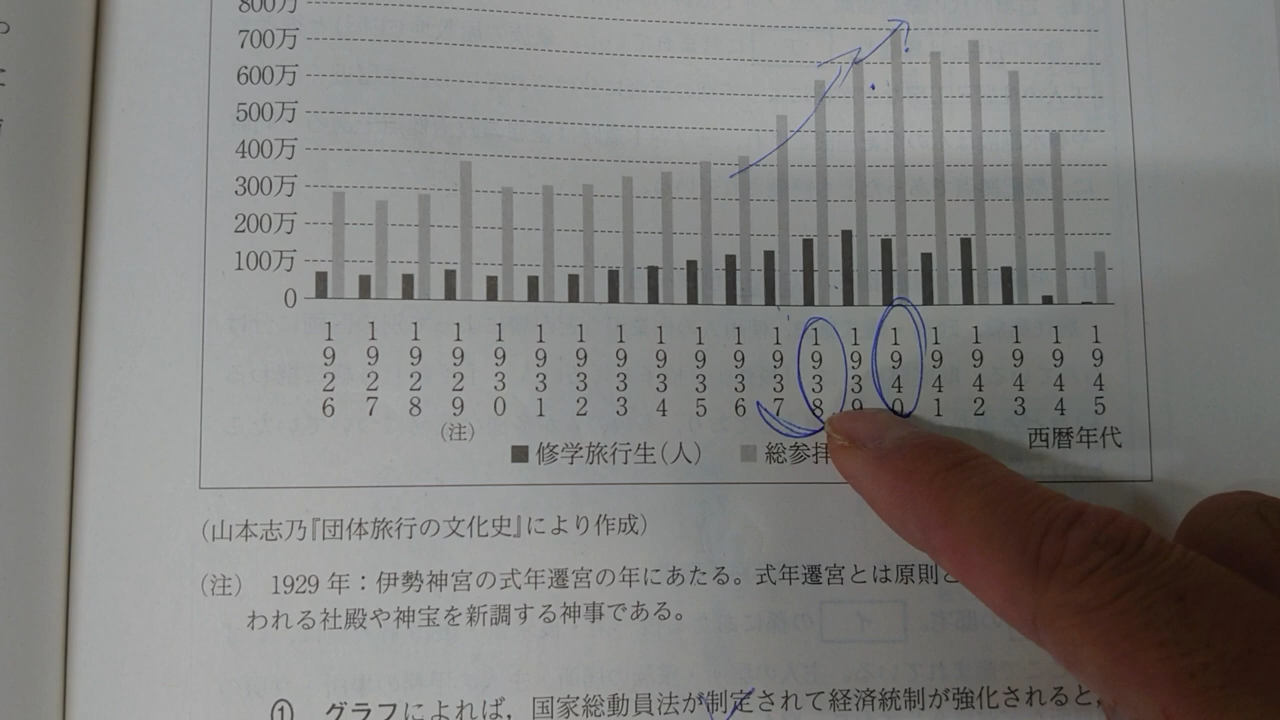 800万
700万
600万
500万
400万
300万
200万
100万
0
1926 1927 1928 1929 1930 1931 1932 1933 1934 1935 1936 1937 1938 1939 1940 1941 1942 1943 1944 1945
(注)
西暦年代
■修学旅行生(人) ■総参拝
(山本志乃『団体旅行の文化史』により作成)
(注) 1929年：伊勢神宮の式年遷宮の年にあたる。式年遷宮とは原則
われる社殿や神宝を新調する神事である。
① グラフによれば，国家総動員法が制定されて経済統制が強化されると，